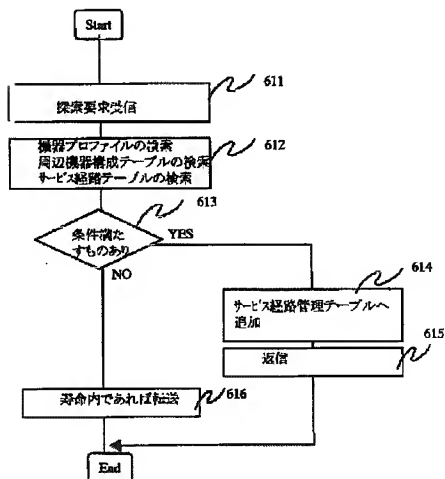 Start
611
探索要求受信
機器プロファイルの検索
周辺機器構成テーブルの検索
サービス経路テーブルの検索
612
613
条件満た
すものあり
YES
NO
614
サービス経路管理テーブルへ
追加
615
返信
寿命内であれば転送
616
End